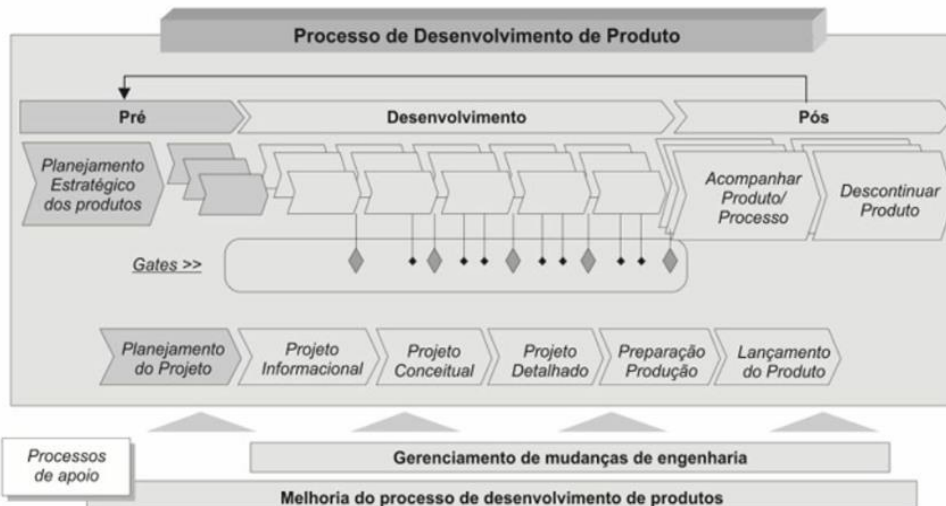 Processo de Desenvolvimento de Produto
Pré
Desenvolvimento
Pós
Planejamento
Estratégico
dos produtos
Acompanhar
Produto/
Processo
Descontinuar
Produto
Gates >>
Planejamento
do Projeto
Projeto
Informacional
Projeto
Conceitual
Projeto
Detalhado
Preparação
Produção
Lançamento
do Produto
Processos
de apoio
Gerenciamento de mudanças de engenharia
Melhoria do processo de desenvolvimento de produtos